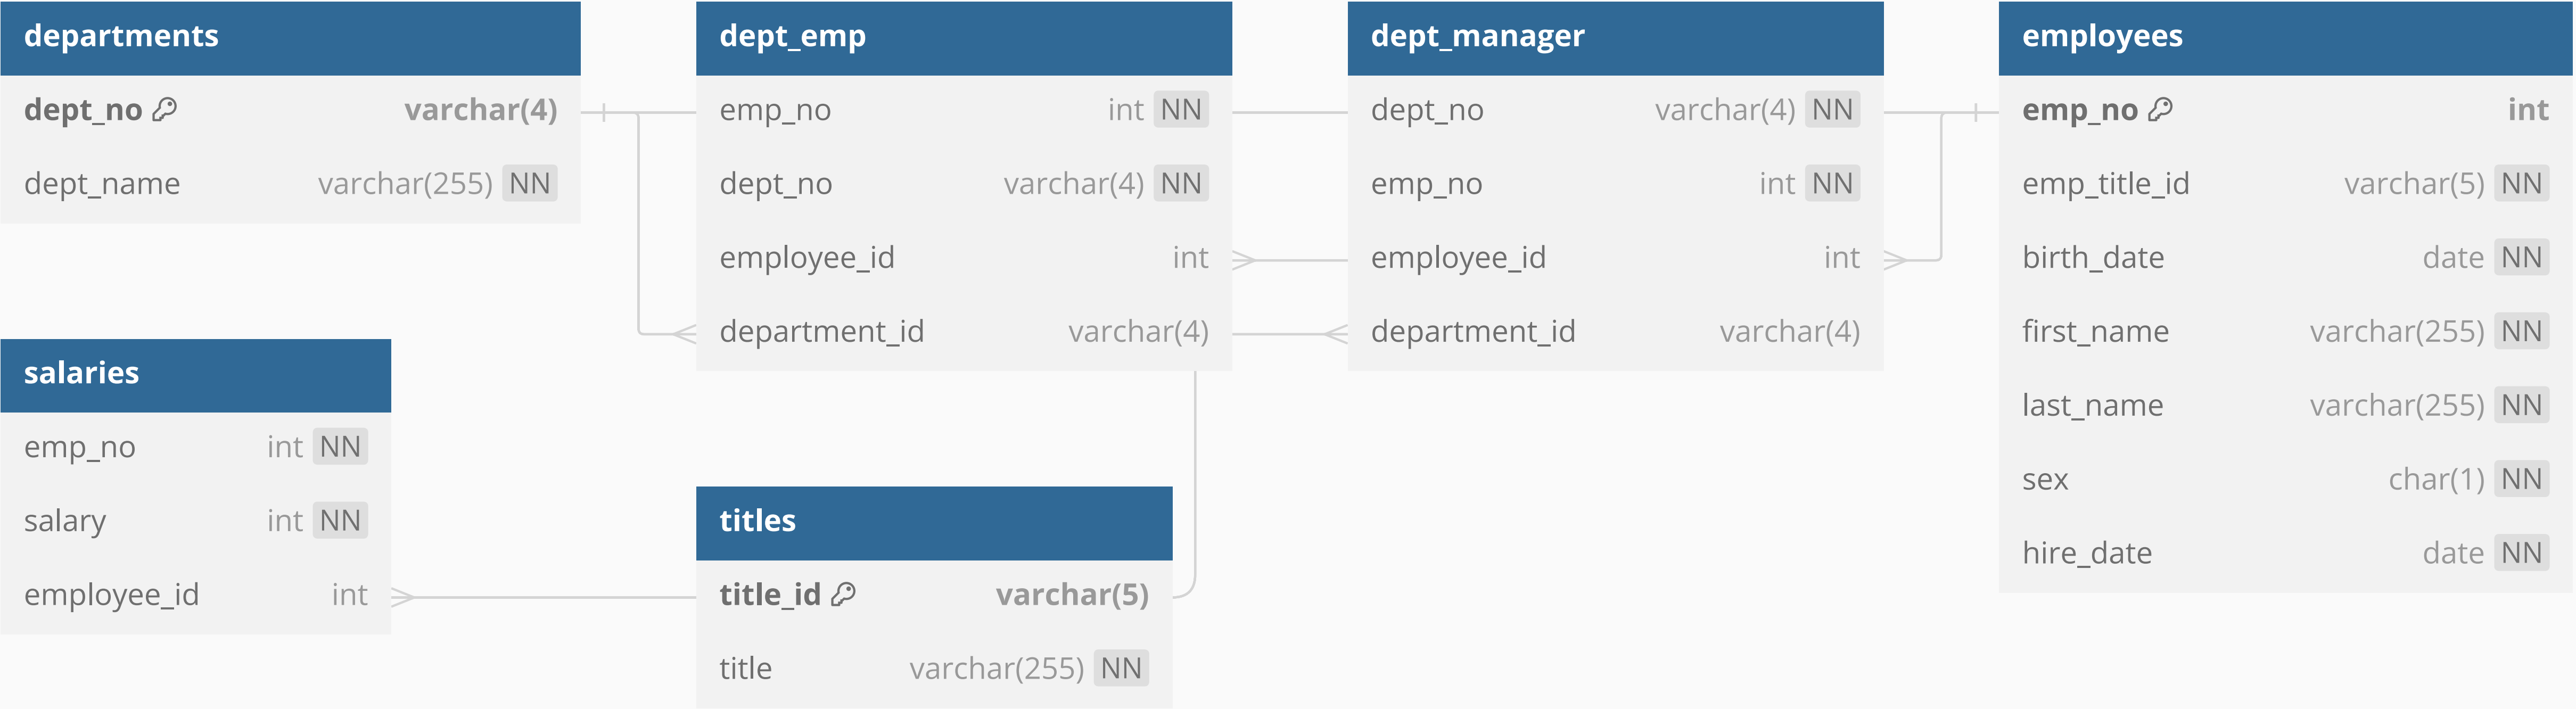 departments
dept_no varchar(4)
dept_name varchar(255) NN
dept_emp
emp_no int NN
dept_no varchar(4) NN
employee_id int
department_id varchar(4)
dept_manager
dept_no varchar(4) NN
emp_no int NN
employee_id int
department_id varchar(4)
employees
emp_no int
emp_title_id varchar(5) NN
birth_date date NN
first_name varchar(255) NN
last_name varchar(255) NN
sex char(1) NN
hire_date date NN
salaries
emp_no int NN
salary int NN
employee_id int
titles
title_id varchar(5)
title varchar(255) NN